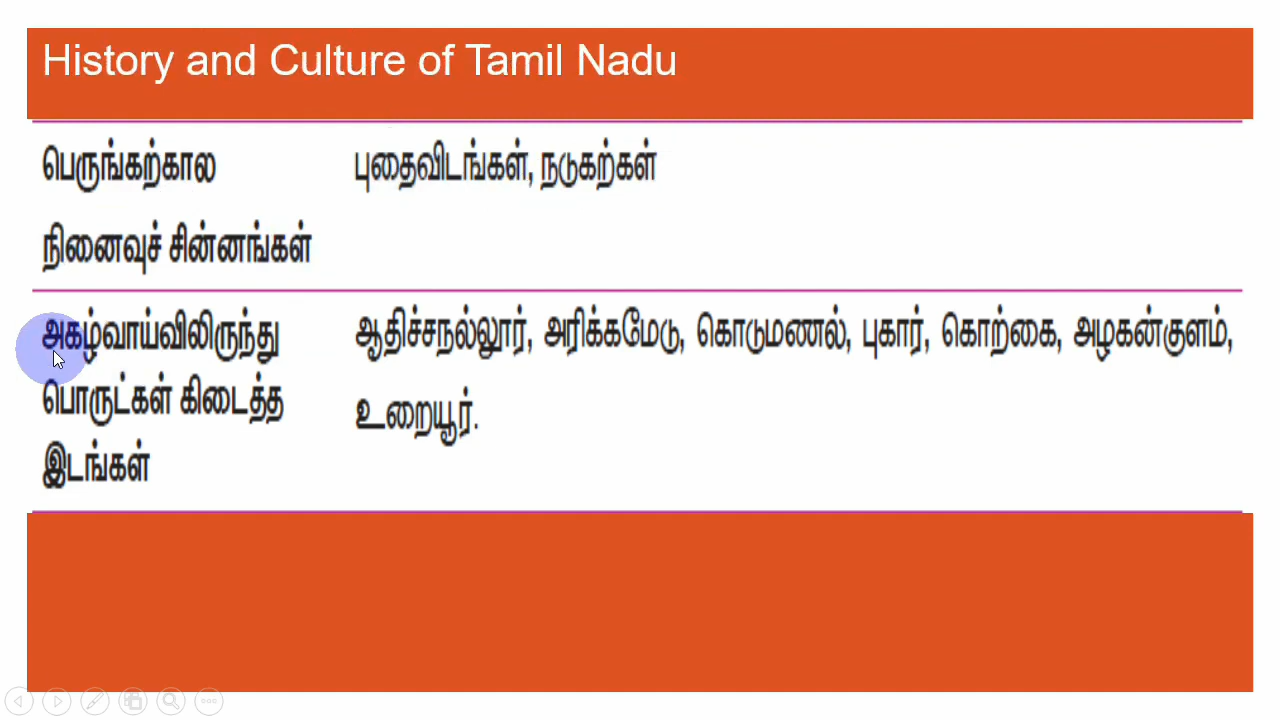 History and Culture of Tamil Nadu
பெருங்கற்கால
நினைவுச் சின்னங்கள்
புதைவிடங்கள், நடுகற்கள்
அகழ்வாய்விலிருந்து
பொருட்கள் கிடைத்த
இடங்கள்
ஆதிச்சநல்லூர், அரிக்கமேடு, கொடுமணல், புகார், கொற்கை, அழகன்குளம்,
உறையூர்.